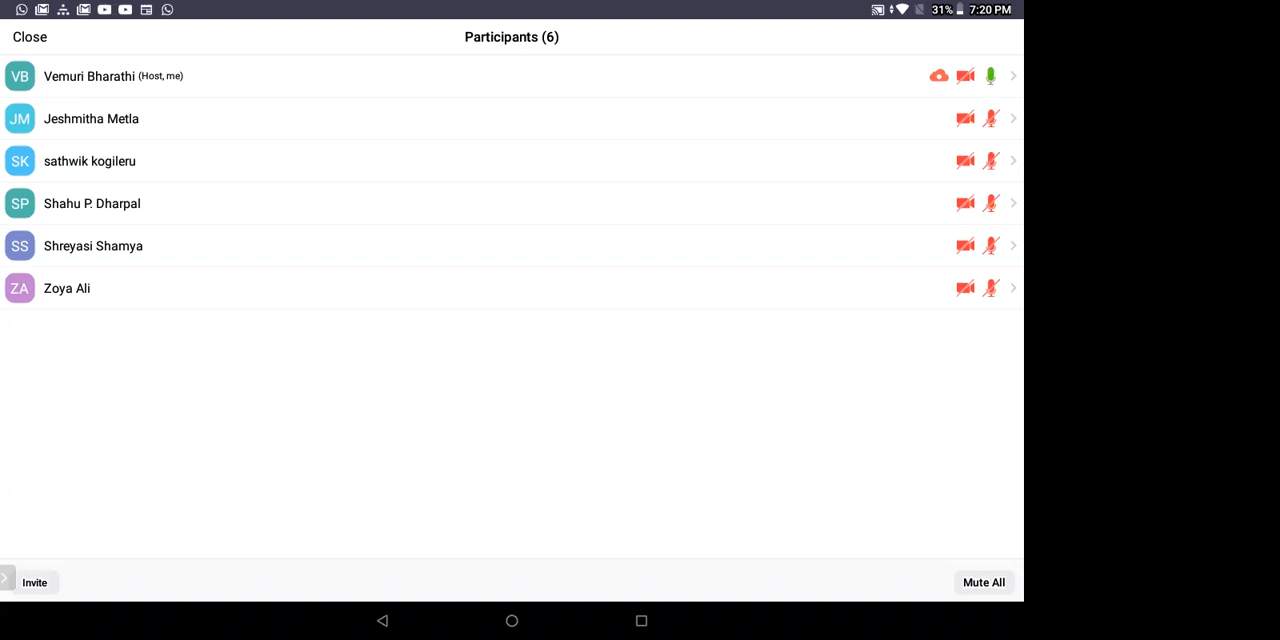 31% 7:20 PM
Close Participants (6)
VB Vemuri Bharathi (Host, me)
JM Jeshmitha Metla
SK sathwik kogileru
SP Shahu P. Dharpal
SS Shreyasi Shamya
ZA Zoya Ali
Invite Mute All